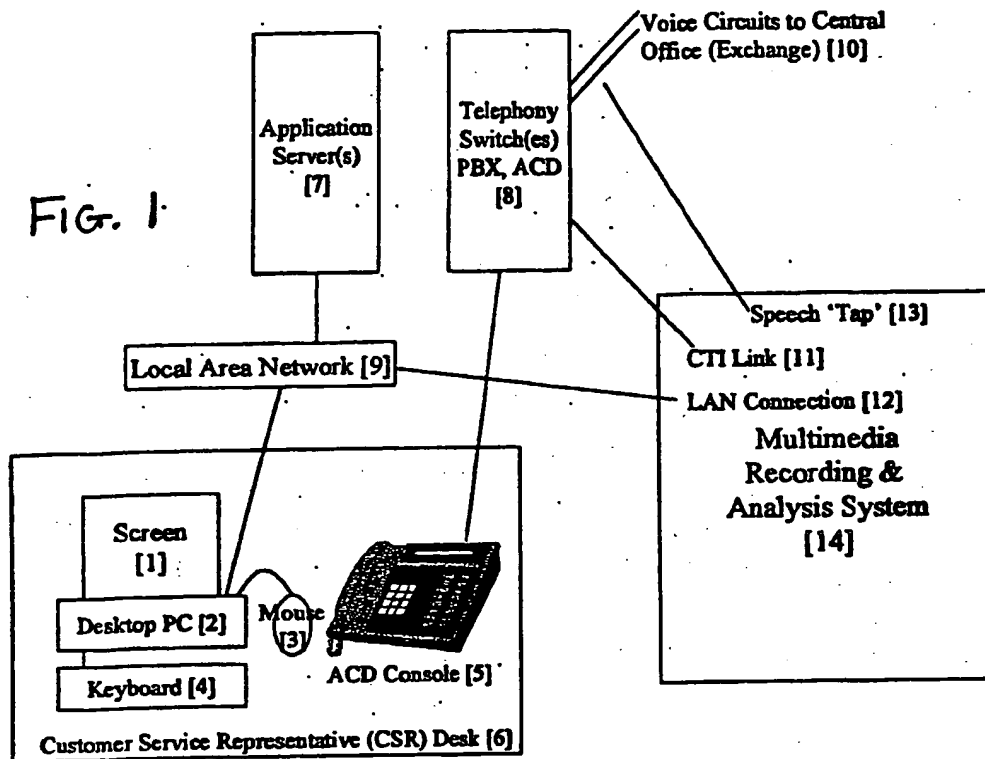 Voice Circuits to Central
Office (Exchange) [10]
Application
Server(s)
[7]
Telephony
Switch(es)
PBX, ACD
[8]
FIG. 1
Speech 'Tap' [13]
CTI Link [11]
LAN Connection [12]
Local Area Network [9]
Multimedia
Recording &
Analysis System
[14]
Screen
[1]
Desktop PC [2]
Mouse
[3]
Keyboard [4]
ACD Console [5]
Customer Service Representative (CSR) Desk [6]